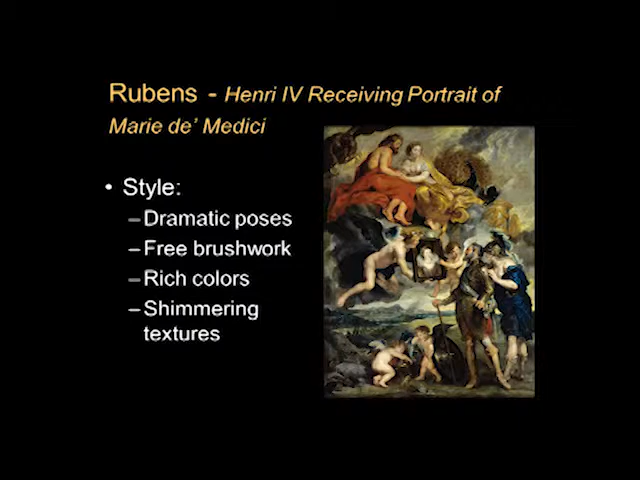 Rubens - Henri IV Receiving Portrait of
Marie de' Medici
• Style:
– Dramatic poses
– Free brushwork
– Rich colors
– Shimmering
textures